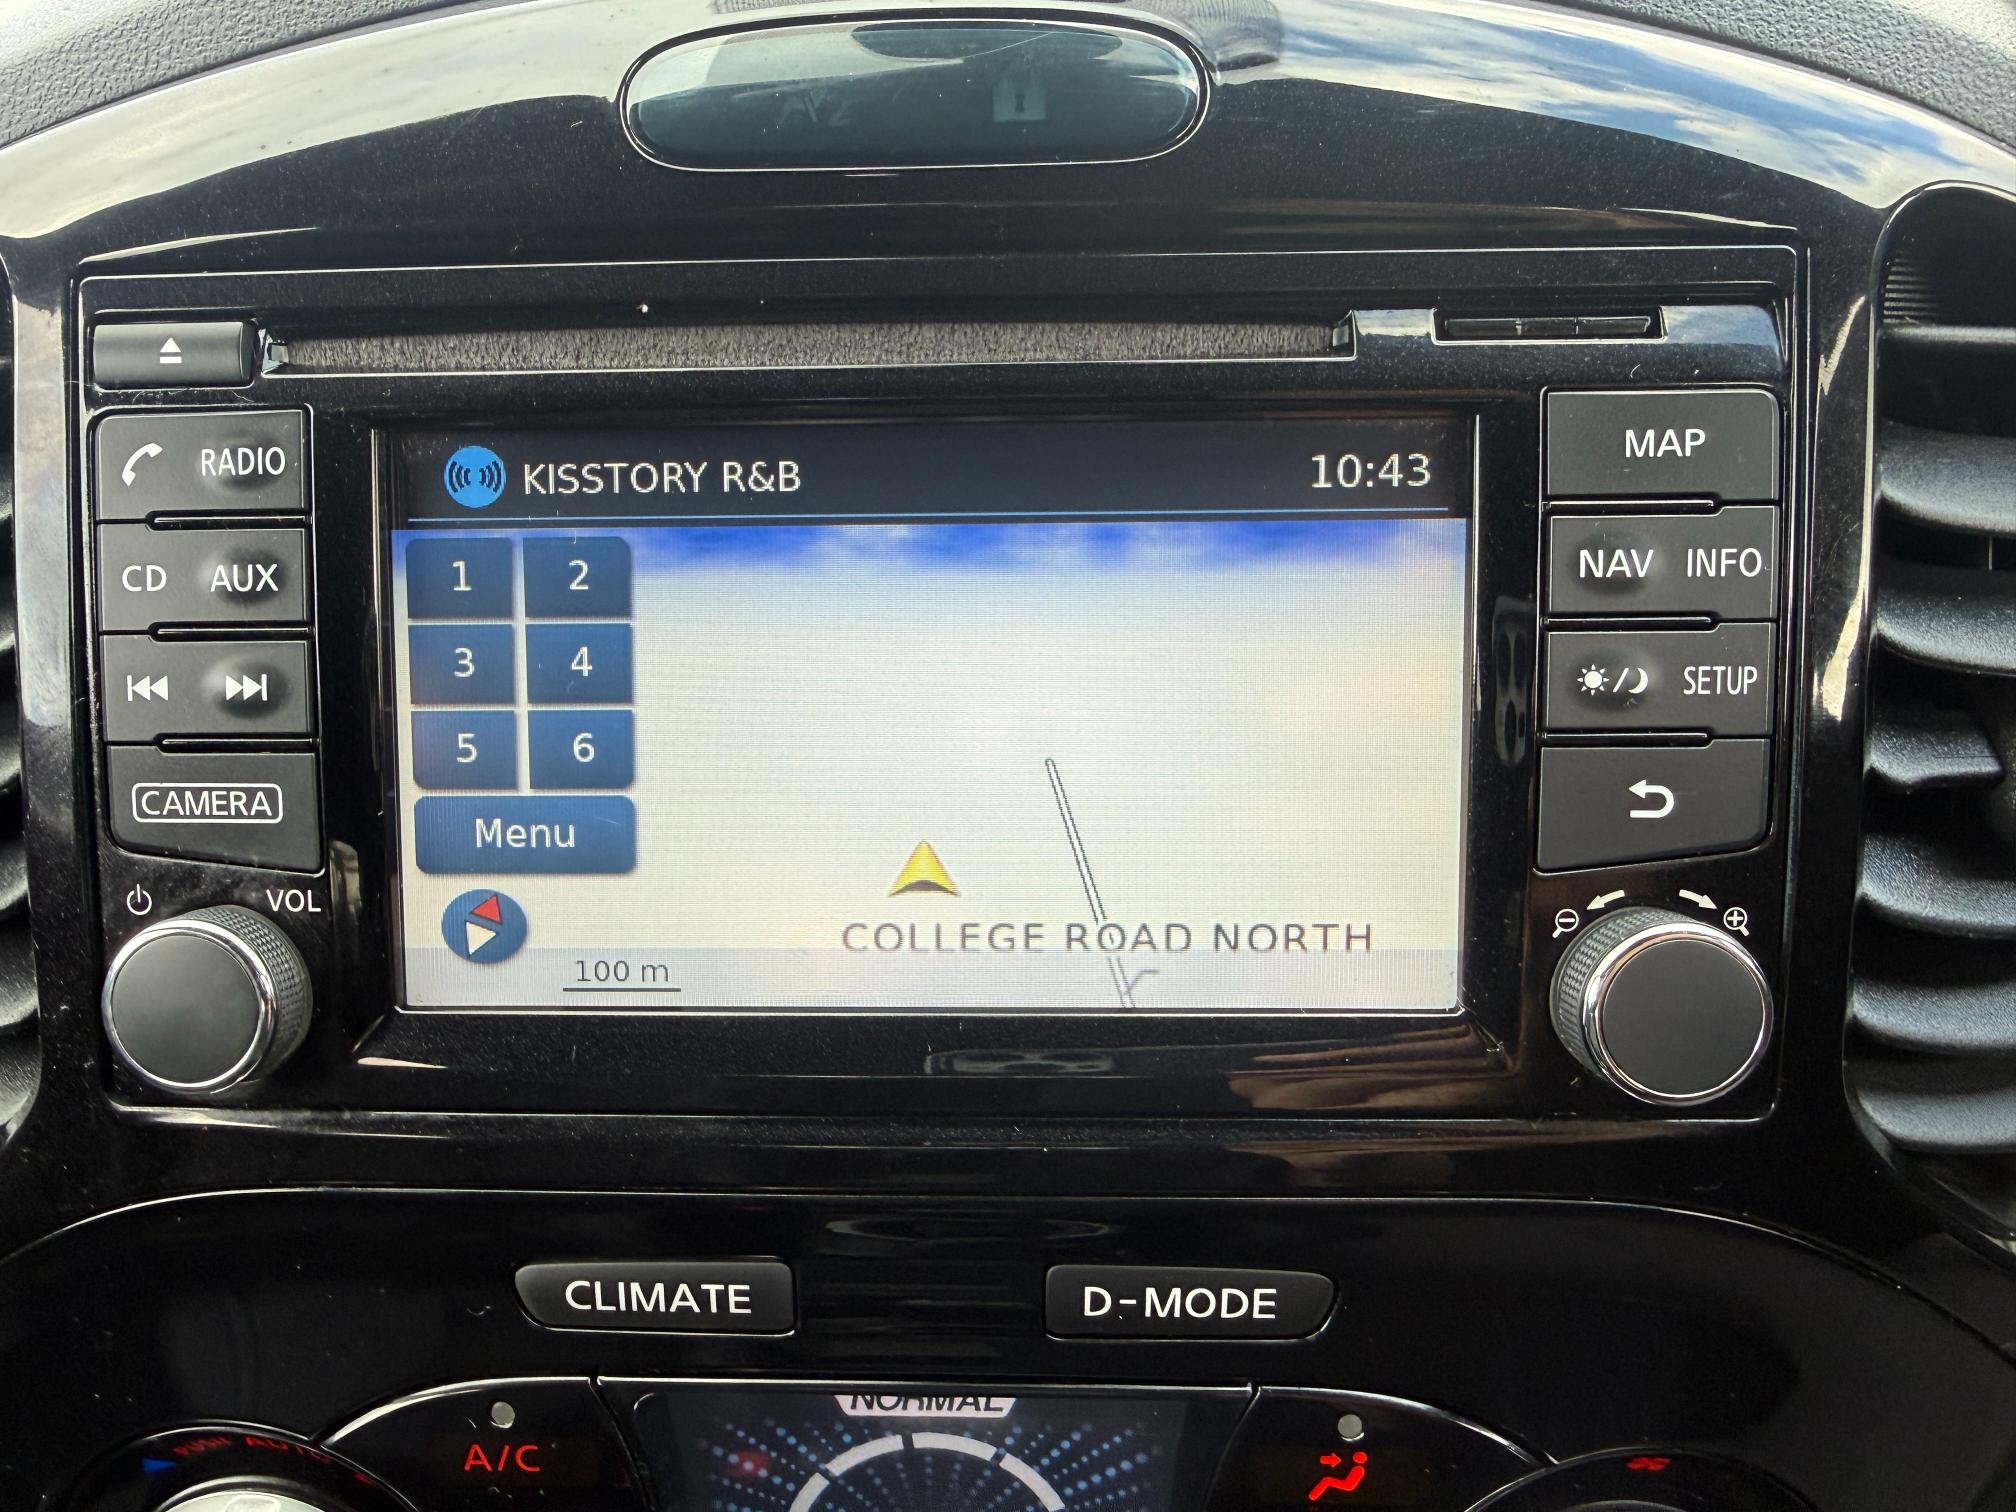 RADIO
CD AUX
CAMERA
VOL
KISSTORY R&B 10:43
1 2
3 4
5 6
Menu
COLLEGE ROAD NORTH
100 m
MAP
NAV INFO
SETUP
CLIMATE D-MODE
NORMAL
A/C